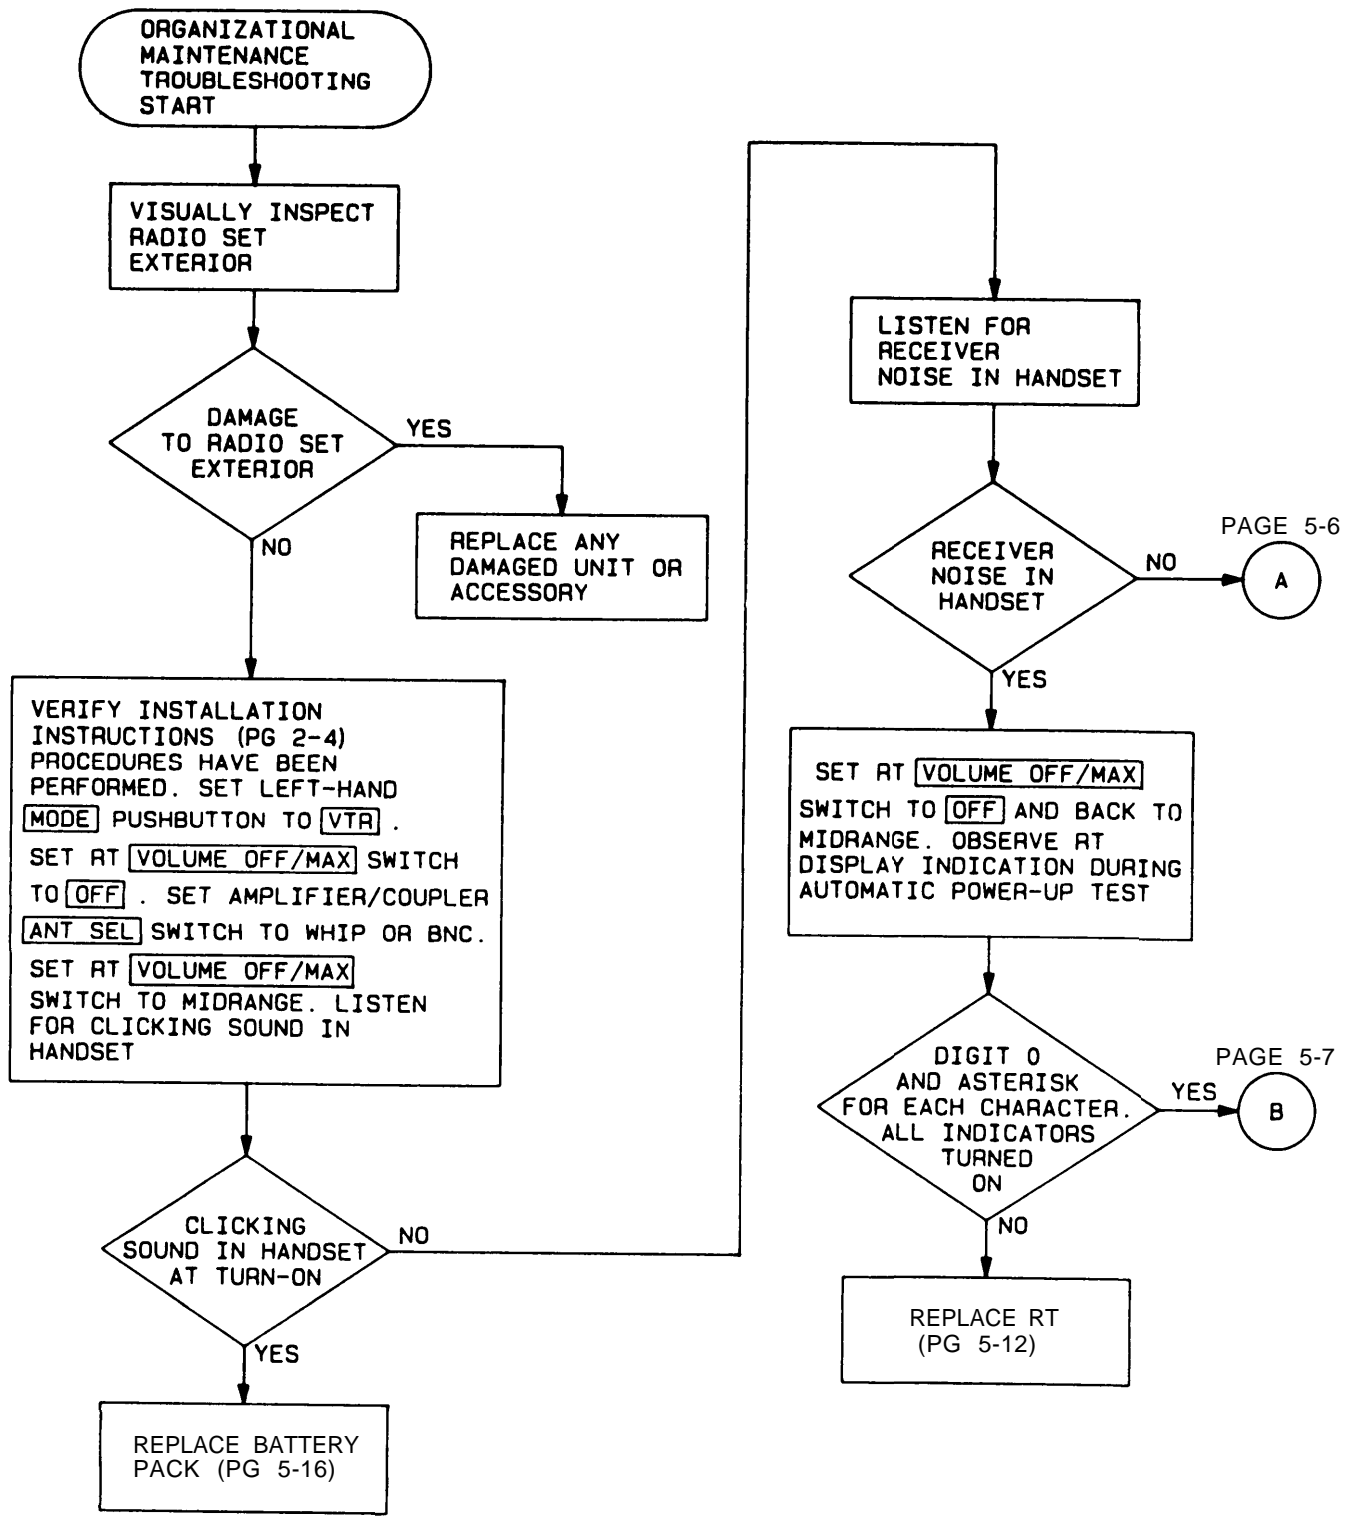 ORGANIZATIONAL
MAINTENANCE
TROUBLESHOOTING
START
VISUALLY INSPECT
RADIO SET
EXTERIOR
DAMAGE
TO RADIO SET
EXTERIOR
YES
REPLACE ANY
DAMAGED UNIT OR
ACCESSORY
NO
VERIFY INSTALLATION
INSTRUCTIONS (PG 2-4)
PROCEDURES HAVE BEEN
PERFORMED. SET LEFT-HAND
MODE PUSHBUTTON TO VTR .
SET RT VOLUME OFF/MAX SWITCH
TO OFF . SET AMPLIFIER/COUPLER
ANT SEL SWITCH TO WHIP OR BNC.
SET RT VOLUME OFF/MAX
SWITCH TO MIDRANGE. LISTEN
FOR CLICKING SOUND IN
HANDSET
CLICKING
SOUND IN HANDSET
AT TURN-ON
NO
YES
REPLACE BATTERY
PACK (PG 5-16)
LISTEN FOR
RECEIVER
NOISE IN HANDSET
RECEIVER
NOISE IN
HANDSET
NO
PAGE 5-6
A
YES
SET RT VOLUME OFF/MAX
SWITCH TO OFF AND BACK TO
MIDRANGE. OBSERVE RT
DISPLAY INDICATION DURING
AUTOMATIC POWER-UP TEST
DIGIT 0
AND ASTERISK
FOR EACH CHARACTER.
ALL INDICATORS
TURNED
ON
YES
PAGE 5-7
B
NO
REPLACE RT
(PG 5-12)